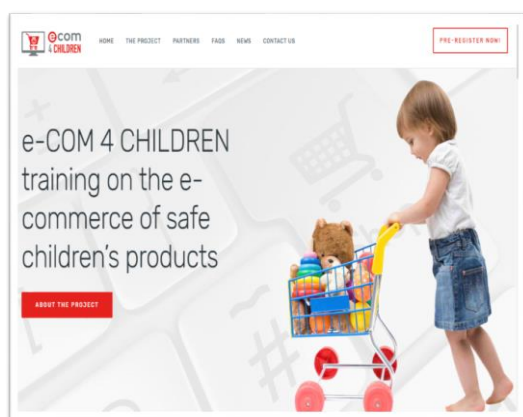 ecom
4 CHILDREN
HOME THE PROJECT PARTNERS FAQS NEWS CONTACT US
PRE-REGISTER NOW!
e-COM 4 CHILDREN
training on the e-
commerce of safe
children's products
ABOUT THE PROJECT